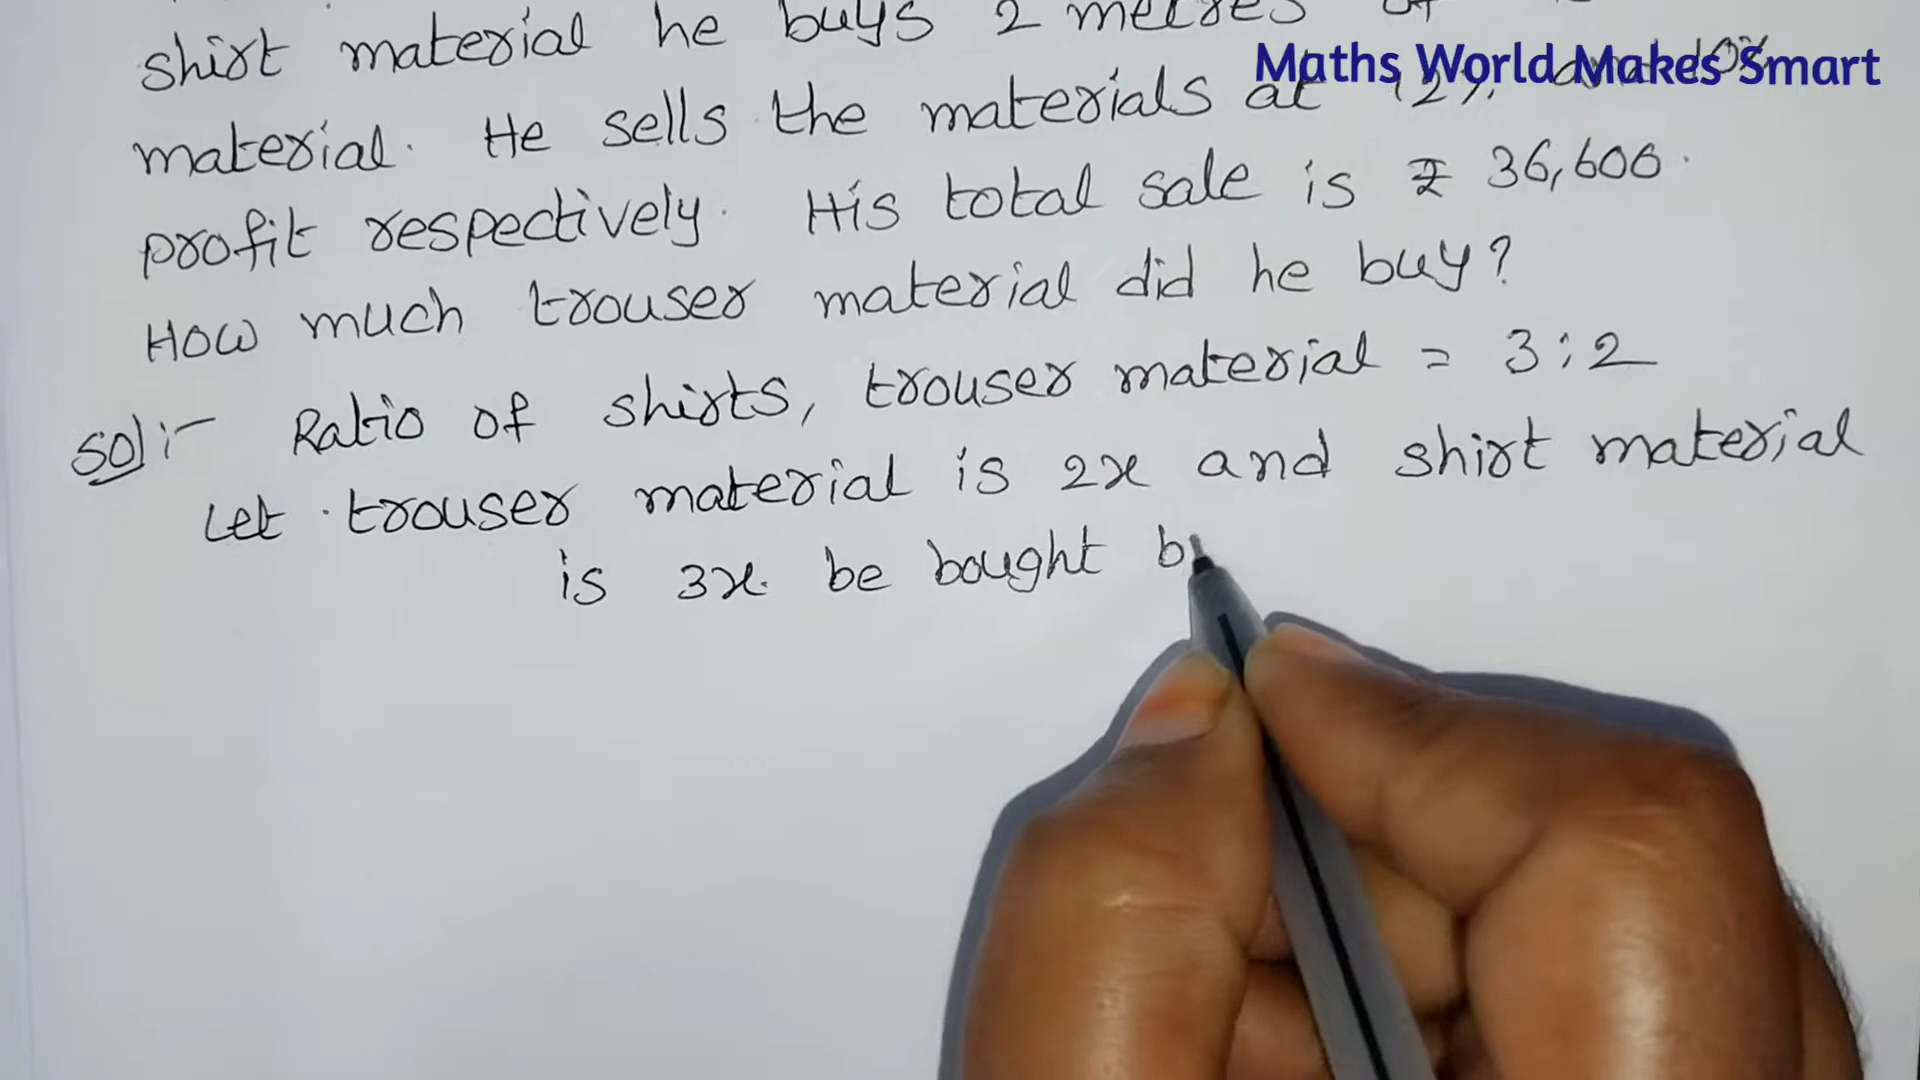 shirt material he buys 2 metres of
Maths World Makes Smart
material. He sells the materials at 12% and 10%
profit respectively. His total sale is ₹ 36,600.
How much trouser material did he buy?
Sol:- Ratio of shirts, trouser material = 3:2
Let trouser material is 2x and shirt material
is 3x. be bought b